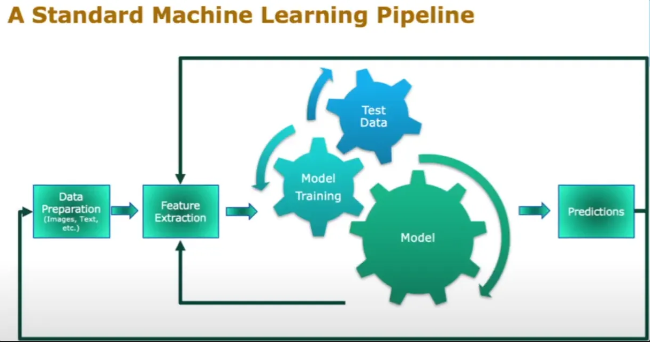 A Standard Machine Learning Pipeline
Test
Data
Model
Training
Data
Preparation
(Images, Text,
etc.)
Feature
Extraction
Model
Predictions